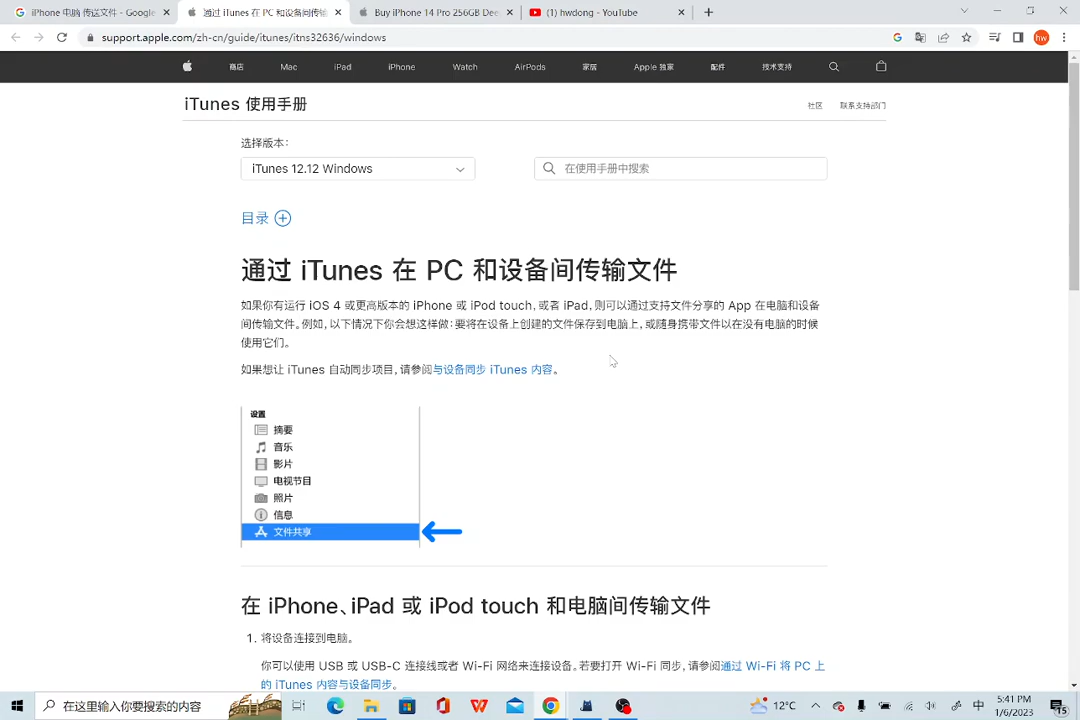 iPhone 电脑 传送文件 - Google
通过 iTunes 在 PC 和设备间传输
Buy iPhone 14 Pro 256GB Dee
(1) hwdong - YouTube
support.apple.com/zh-cn/guide/itunes/itns32636/windows
hw
商店 Mac iPad iPhone Watch AirPods 家居 Apple 独家 配件 技术支持
iTunes 使用手册
社区 联系支持部门
选择版本：
iTunes 12.12 Windows
在使用手册中搜索
目录
通过 iTunes 在 PC 和设备间传输文件
如果你有运行 iOS 4 或更高版本的 iPhone 或 iPod touch，或者 iPad，则可以通过支持文件分享的 App 在电脑和设备
间传输文件。例如，以下情况下你会想这样做：要将在设备上创建的文件保存到电脑上，或随身携带文件以在没有电脑的时候
使用它们。
如果想让 iTunes 自动同步项目，请参阅与设备同步 iTunes 内容。
设置
摘要
音乐
影片
电视节目
照片
信息
文件共享
在 iPhone、iPad 或 iPod touch 和电脑间传输文件
1. 将设备连接到电脑。
你可以使用 USB 或 USB-C 连接线或者 Wi-Fi 网络来连接设备。若要打开 Wi-Fi 同步，请参阅通过 Wi-Fi 将 PC 上
的 iTunes 内容与设备同步。
在这里输入你要搜索的内容
12°C
中
5:41 PM
1/6/2023
15